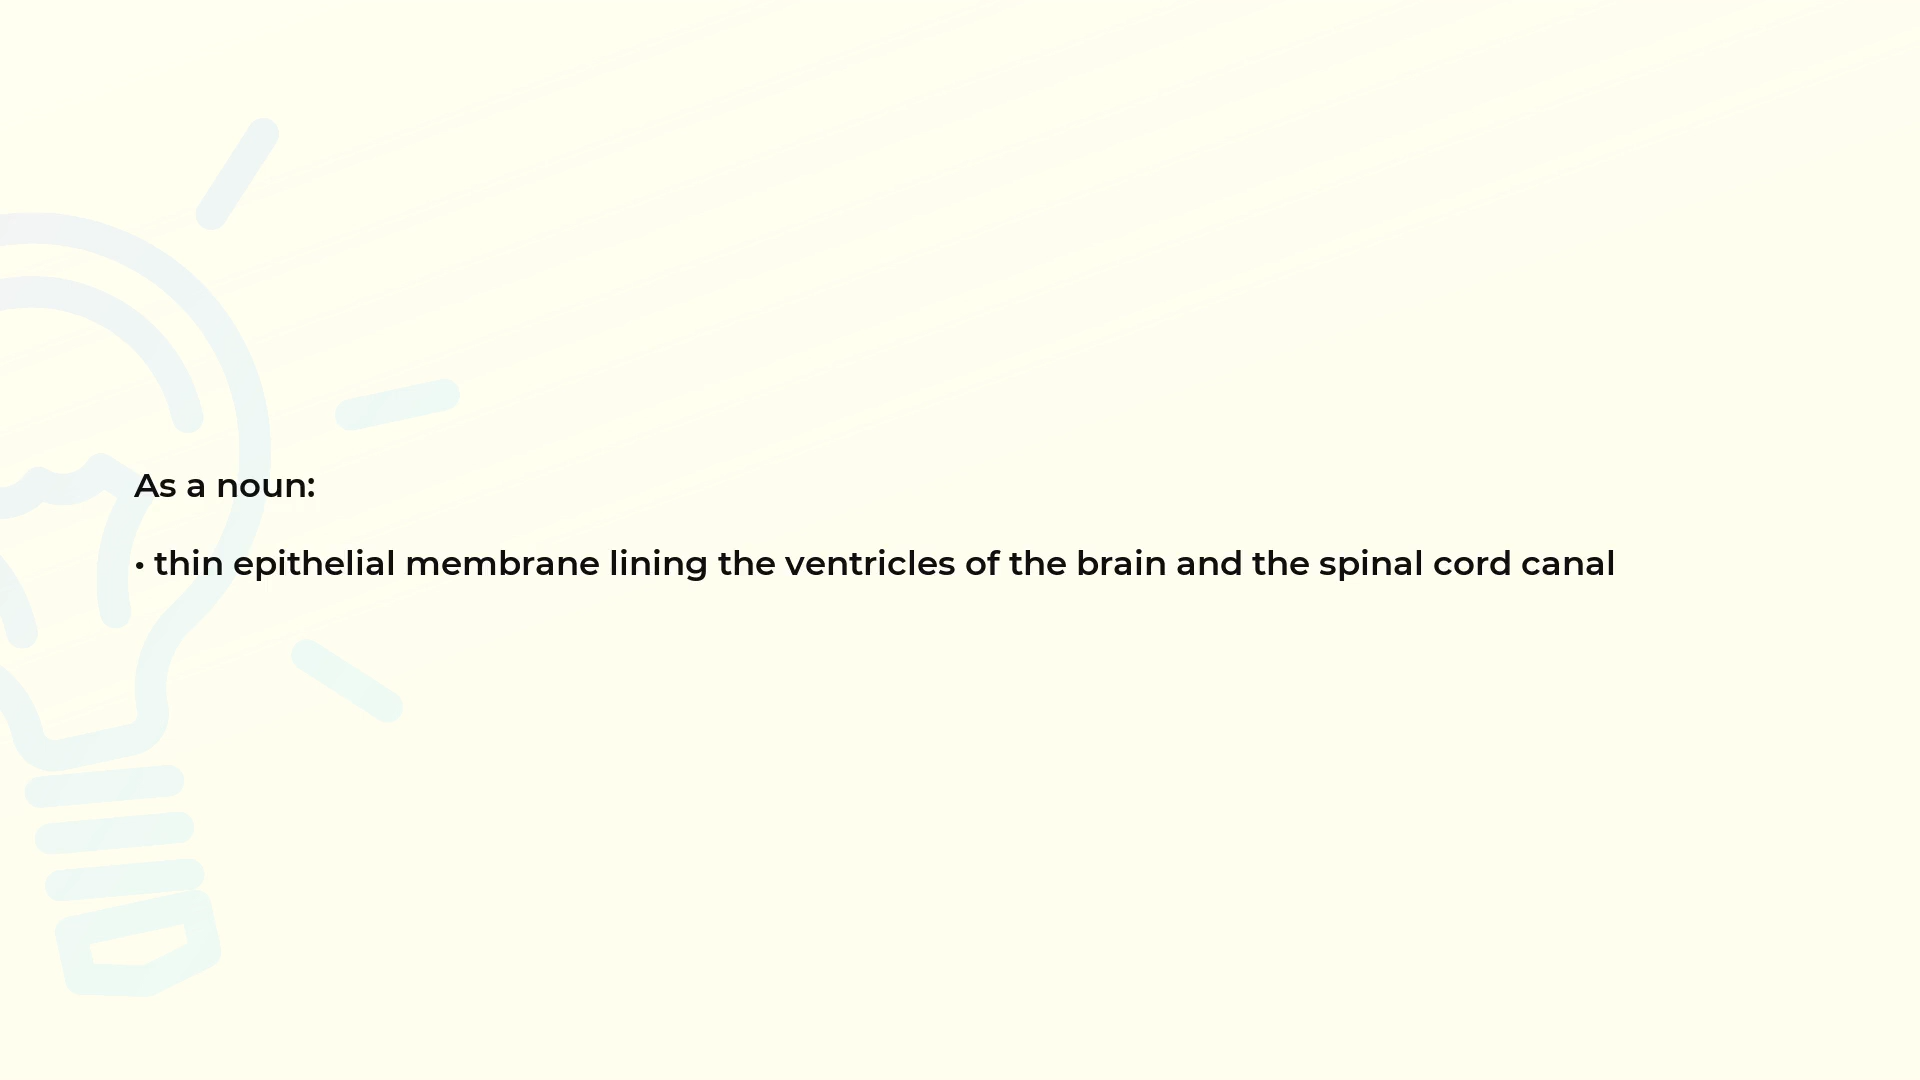 As a noun:
• thin epithelial membrane lining the ventricles of the brain and the spinal cord canal